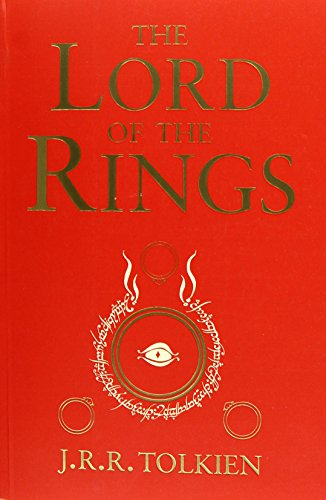 THE
LORD
OF THE
RINGS
J.R.R. TOLKIEN